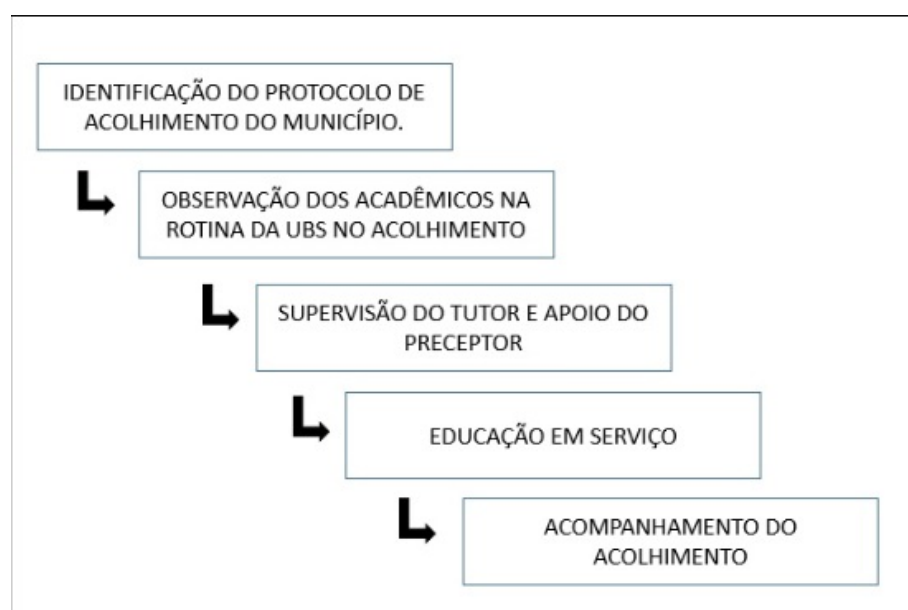 IDENTIFICAÇÃO DO PROTOCOLO DE
ACOLHIMENTO DO MUNICÍPIO.
OBSERVAÇÃO DOS ACADÊMICOS NA
ROTINA DA UBS NO ACOLHIMENTO
SUPERVISÃO DO TUTOR E APOIO DO
PRECEPTOR
EDUCAÇÃO EM SERVIÇO
ACOMPANHAMENTO DO
ACOLHIMENTO